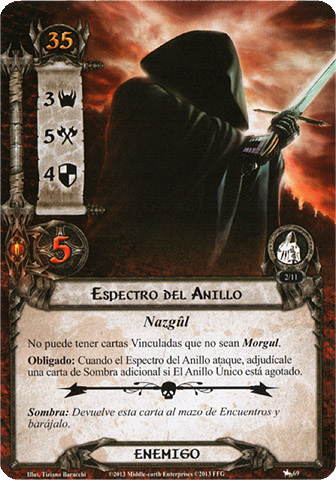 35
3
5
4
5
2/11
ESPECTRO DEL ANILLO
Nazgûl
No puede tener cartas Vinculadas que no sean Morgul.
Obligado: Cuando el Espectro del Anillo ataque, adjudícale
una carta de Sombra adicional si El Anillo Único está agotado.
Sombra: Devuelve esta carta al mazo de Encuentros y
barájalo.
ENEMIGO
Illus. Tiziano Baracchi
©2013 Middle-earth Enterprises ©2013 FFG
69